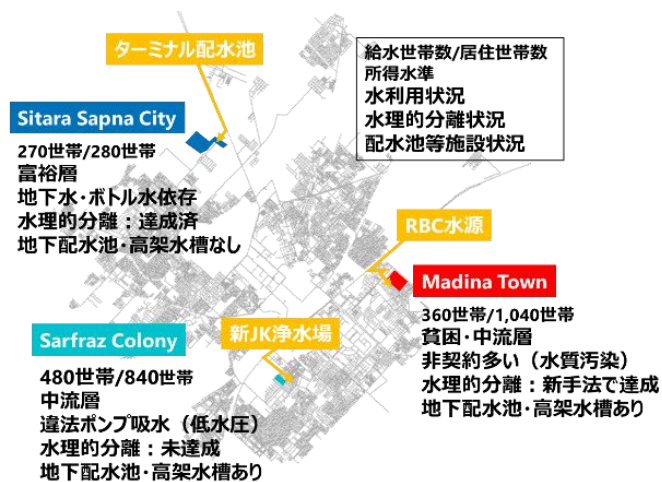 ターミナル配水池
給水世帯数/居住世帯数
所得水準
水利用状況
水理的分離状況
配水池等施設状況
Sitara Sapna City
270世帯/280世帯
富裕層
地下水・ボトル水依存
水理的分離：達成済
地下配水池・高架水槽なし
RBC水源
Madina Town
360世帯/1,040世帯
貧困・中流層
非契約多い（水質汚染）
水理的分離：新手法で達成
地下配水池・高架水槽あり
新JK浄水場
Sarfraz Colony
480世帯/840世帯
中流層
違法ポンプ吸水（低水圧）
水理的分離：未達成
地下配水池・高架水槽あり